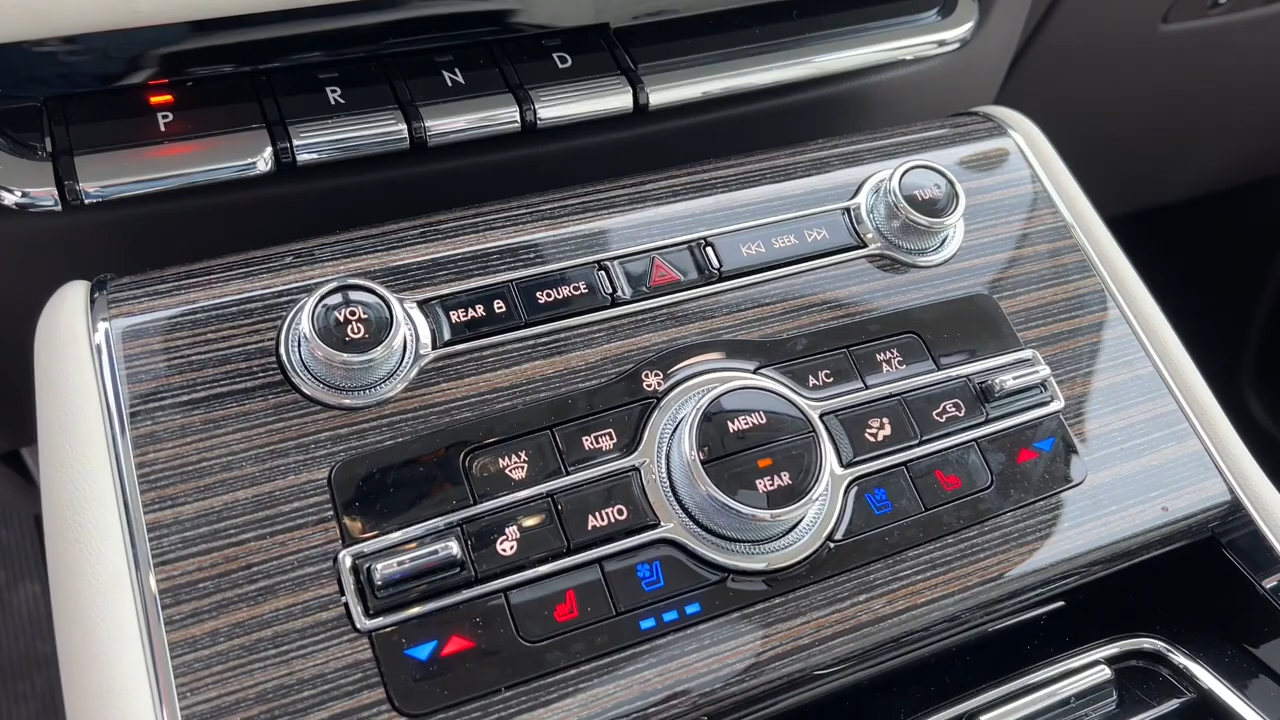 P
R
N
D
VOL
REAR
SOURCE
SEEK
TUNE
MAX
R
AUTO
MENU
REAR
A/C
MAX
A/C